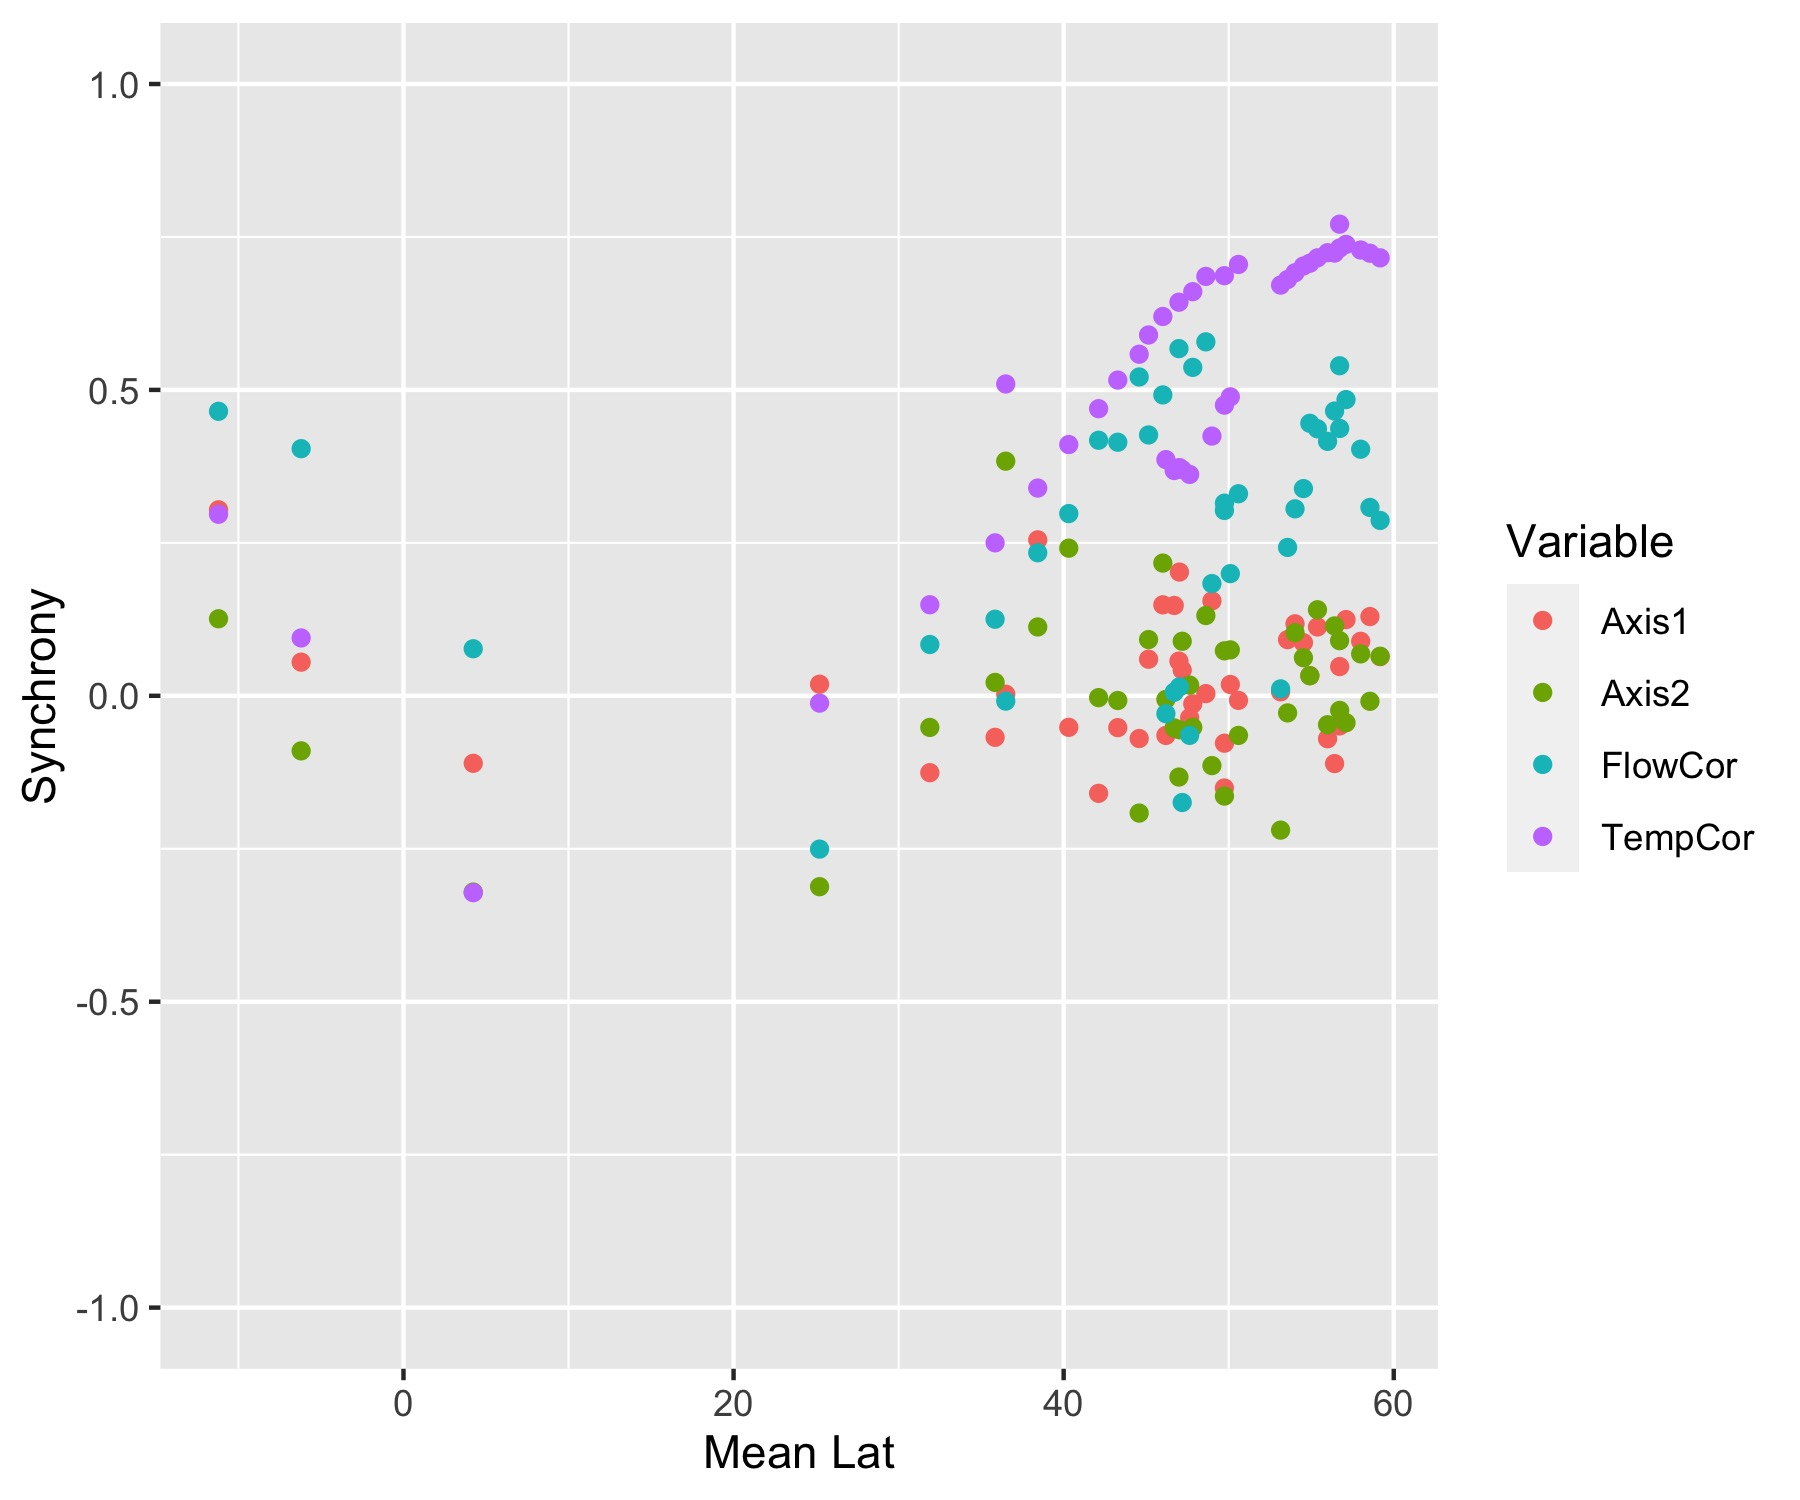 1.0
0.5
0.0
-0.5
-1.0
Synchrony
0 20 40 60
Mean Lat
Variable
Axis1
Axis2
FlowCor
TempCor